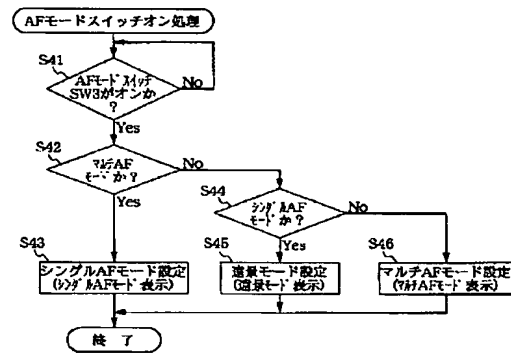 AFモードスイッチオン処理
S41
AFモードスイッチ
SW3がオンか
?
No
Yes
S42
マルチAF
モードか?
No
Yes
S44
シングルAF
モードか?
No
Yes
S43
シングルAFモード設定
(シングルAFモード表示)
S45
遠景モード設定
(遠景モード表示)
S46
マルチAFモード設定
(マルチAFモード表示)
終了